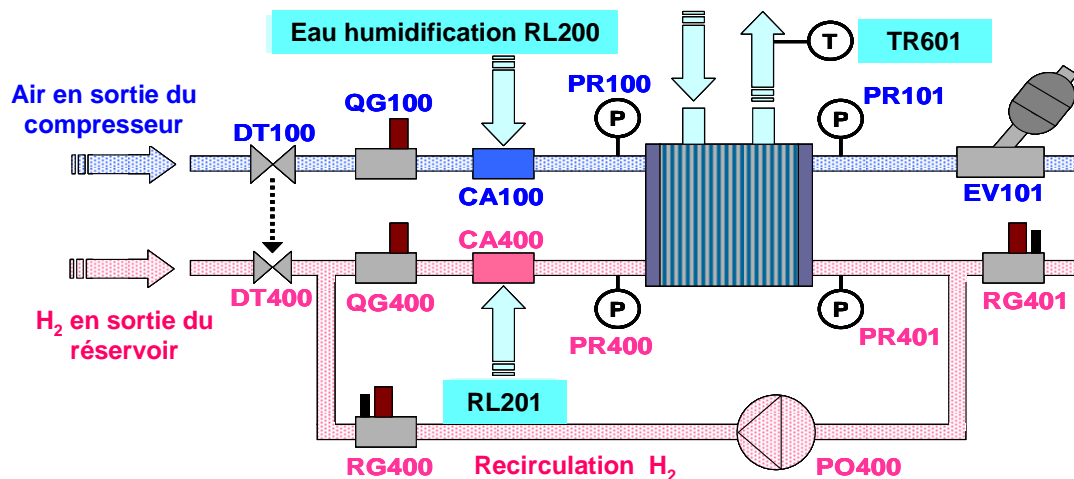 Eau humidification RL200
T
TR601
Air en sortie du
compresseur
DT100
QG100
PR100
P
PR101
P
CA100
EV101
CA400
H2 en sortie du
réservoir
DT400
QG400
P
PR400
P
PR401
RG401
RL201
RG400
Recirculation H2
PO400